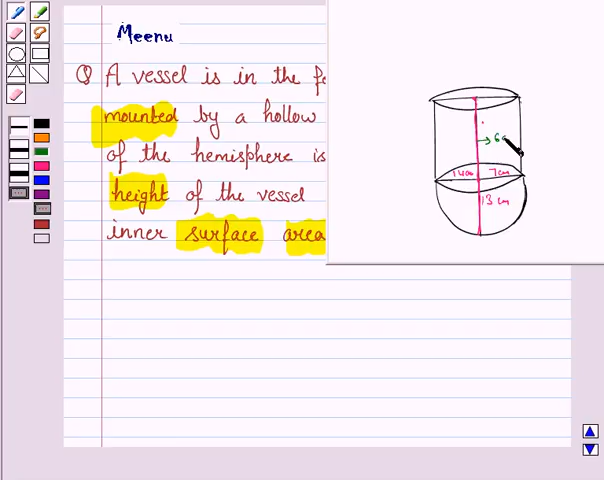 Meenu
Q A vessel is in the
mounted by a hollow
of the hemisphere is
height of the vessel
inner surface area
14cm 7cm
13 cm